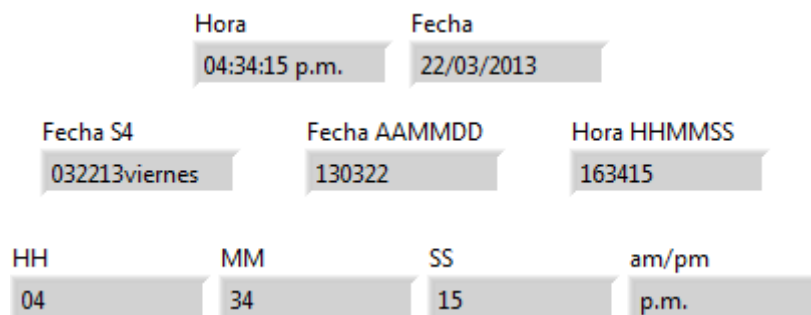 Hora Fecha
04:34:15 p.m. 22/03/2013
Fecha S4 Fecha AAMMDD Hora HHMMSS
032213viernes 130322 163415
HH MM SS am/pm
04 34 15 p.m.